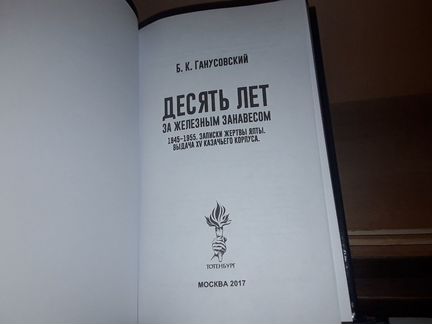 Б. К. Ганусовский
ДЕСЯТЬ ЛЕТ
ЗА ЖЕЛЕЗНЫМ ЗАНАВЕСОМ
1945–1955. ЗАПИСКИ ЖЕРТВЫ ЯЛТЫ.
ВЫДАЧА XV КАЗАЧЬЕГО КОРПУСА.
ТОТЕНБУРГ
МОСКВА 2017